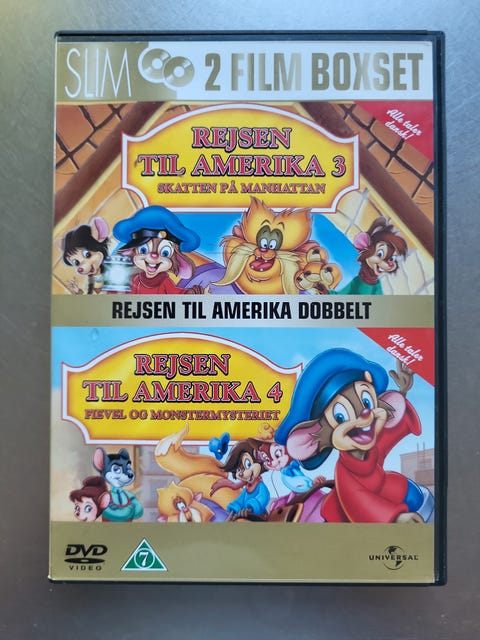 SLIM 2 FILM BOXSET
Alle taler
dansk!
REJSEN
TIL AMERIKA 3
SKATTEN PÅ MANHATTAN
REJSEN TIL AMERIKA DOBBELT
Alle taler
dansk!
REJSEN
TIL AMERIKA 4
FIEVEL OG MONSTERMYSTERIET
DVD
VIDEO
7
UNIVERSAL